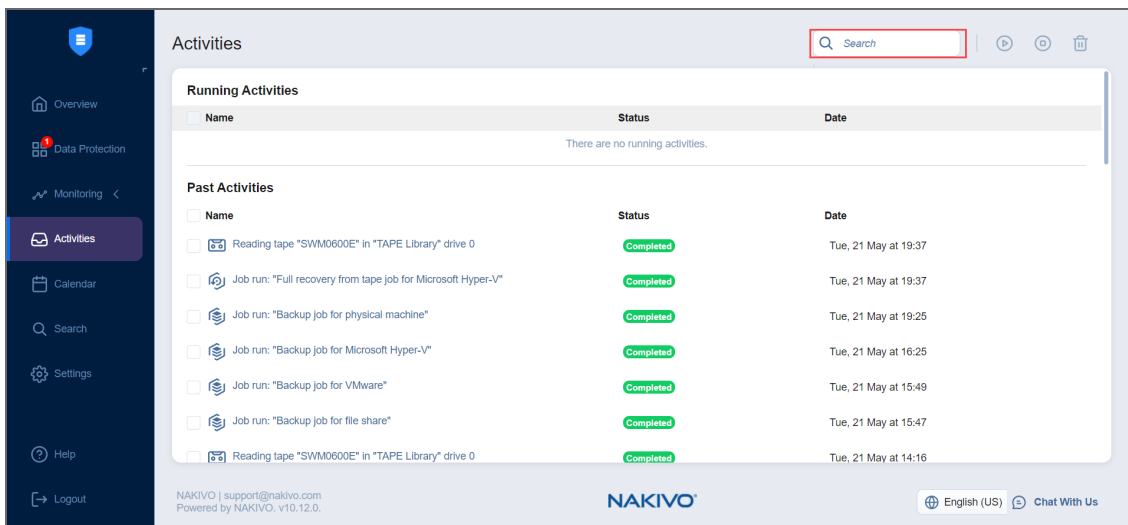 Activities
Search
Overview
1
Data Protection
Monitoring
Activities
Calendar
Search
Settings
Help
Logout
Running Activities
Name Status Date
There are no running activities.
Past Activities
Name Status Date
Reading tape "SWM0600E" in "TAPE Library" drive 0 Completed Tue, 21 May at 19:37
Job run: "Full recovery from tape job for Microsoft Hyper-V" Completed Tue, 21 May at 19:37
Job run: "Backup job for physical machine" Completed Tue, 21 May at 19:25
Job run: "Backup job for Microsoft Hyper-V" Completed Tue, 21 May at 16:25
Job run: "Backup job for VMware" Completed Tue, 21 May at 15:49
Job run: "Backup job for file share" Completed Tue, 21 May at 15:47
Reading tape "SWM0600E" in "TAPE Library" drive 0 Completed Tue, 21 May at 14:16
NAKIVO | support@nakivo.com
Powered by NAKIVO. v10.12.0.
NAKIVO®
English (US)
Chat With Us